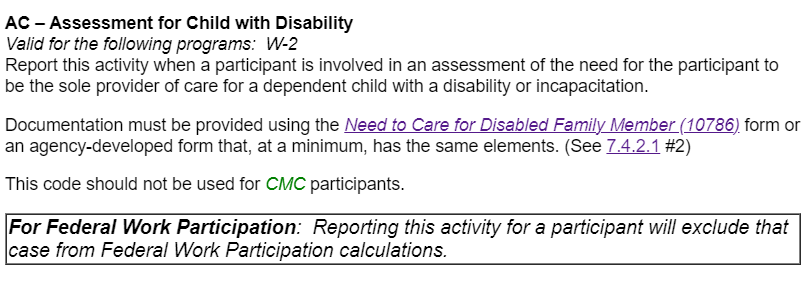 AC – Assessment for Child with Disability
Valid for the following programs:  W-2
Report this activity when a participant is involved in an assessment of the need for the participant to
be the sole provider of care for a dependent child with a disability or incapacitation.
Documentation must be provided using the Need to Care for Disabled Family Member (10786) form or
an agency-developed form that, at a minimum, has the same elements. (See 7.4.2.1 #2)
This code should not be used for CMC participants.
For Federal Work Participation:  Reporting this activity for a participant will exclude that
case from Federal Work Participation calculations.